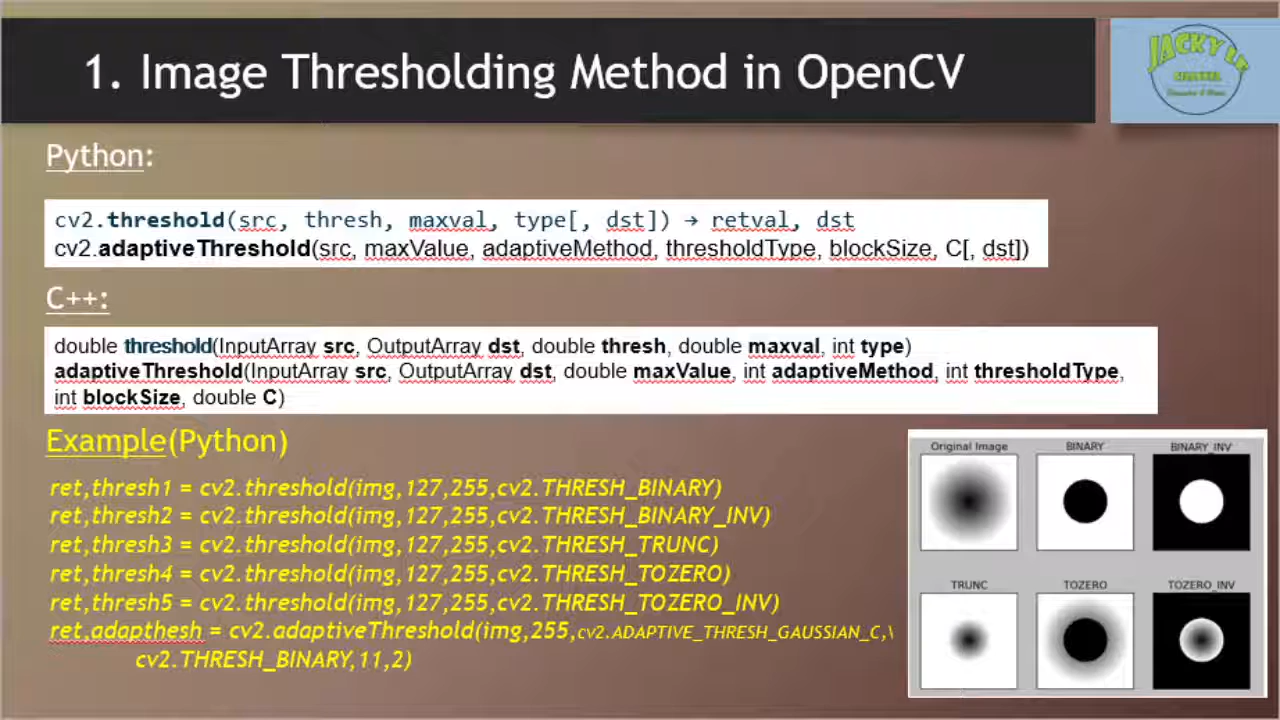 1. Image Thresholding Method in OpenCV
JACKY LE
CHANNEL
Python:
cv2.threshold(src, thresh, maxval, type[, dst]) → retval, dst
cv2.adaptiveThreshold(src, maxValue, adaptiveMethod, thresholdType, blockSize, C[, dst])
C++:
double threshold(InputArray src, OutputArray dst, double thresh, double maxval, int type)
adaptiveThreshold(InputArray src, OutputArray dst, double maxValue, int adaptiveMethod, int thresholdType,
int blockSize, double C)
Example(Python)
ret,thresh1 = cv2.threshold(img,127,255,cv2.THRESH_BINARY)
ret,thresh2 = cv2.threshold(img,127,255,cv2.THRESH_BINARY_INV)
ret,thresh3 = cv2.threshold(img,127,255,cv2.THRESH_TRUNC)
ret,thresh4 = cv2.threshold(img,127,255,cv2.THRESH_TOZERO)
ret,thresh5 = cv2.threshold(img,127,255,cv2.THRESH_TOZERO_INV)
ret,adapthesh = cv2.adaptiveThreshold(img,255,cv2.ADAPTIVE_THRESH_GAUSSIAN_C,\
cv2.THRESH_BINARY,11,2)
Original Image BINARY BINARY_INV
TRUNC TOZERO TOZERO_INV